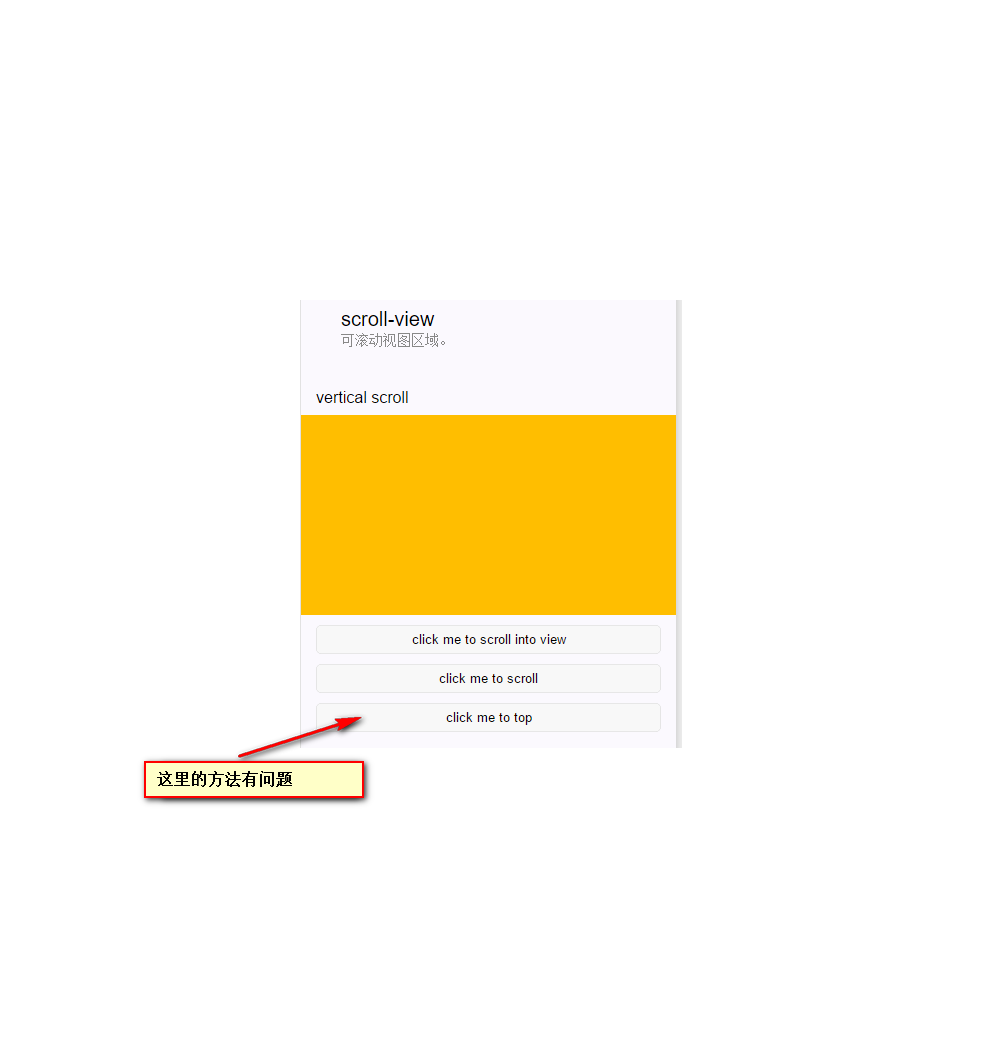 scroll-view
可滚动视图区域。
vertical scroll
click me to scroll into view
click me to scroll
click me to top
这里的方法有问题